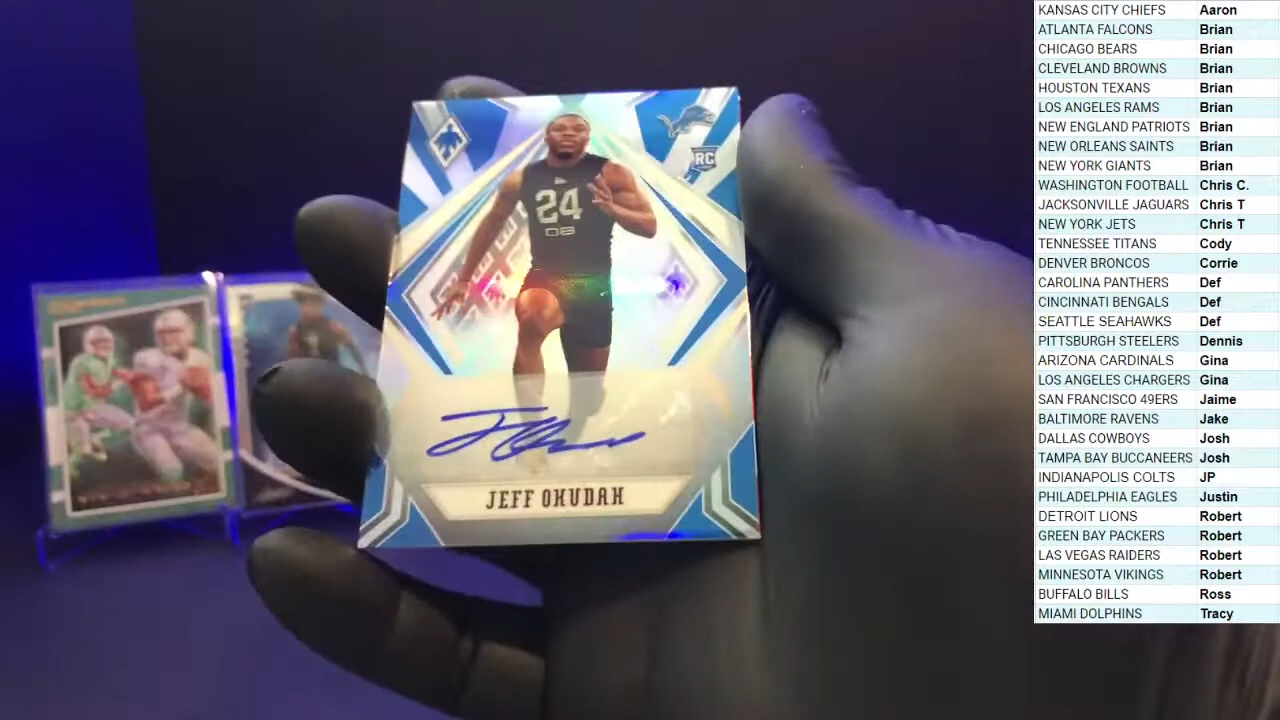 24
DB
RC
JEFF OKUDAH
KANSAS CITY CHIEFS Aaron
ATLANTA FALCONS Brian
CHICAGO BEARS Brian
CLEVELAND BROWNS Brian
HOUSTON TEXANS Brian
LOS ANGELES RAMS Brian
NEW ENGLAND PATRIOTS Brian
NEW ORLEANS SAINTS Brian
NEW YORK GIANTS Brian
WASHINGTON FOOTBALL Chris C.
JACKSONVILLE JAGUARS Chris T
NEW YORK JETS Chris T
TENNESSEE TITANS Cody
DENVER BRONCOS Corrie
CAROLINA PANTHERS Def
CINCINNATI BENGALS Def
SEATTLE SEAHAWKS Def
PITTSBURGH STEELERS Dennis
ARIZONA CARDINALS Gina
LOS ANGELES CHARGERS Gina
SAN FRANCISCO 49ERS Jaime
BALTIMORE RAVENS Jake
DALLAS COWBOYS Josh
TAMPA BAY BUCCANEERS Josh
INDIANAPOLIS COLTS JP
PHILADELPHIA EAGLES Justin
DETROIT LIONS Robert
GREEN BAY PACKERS Robert
LAS VEGAS RAIDERS Robert
MINNESOTA VIKINGS Robert
BUFFALO BILLS Ross
MIAMI DOLPHINS Tracy